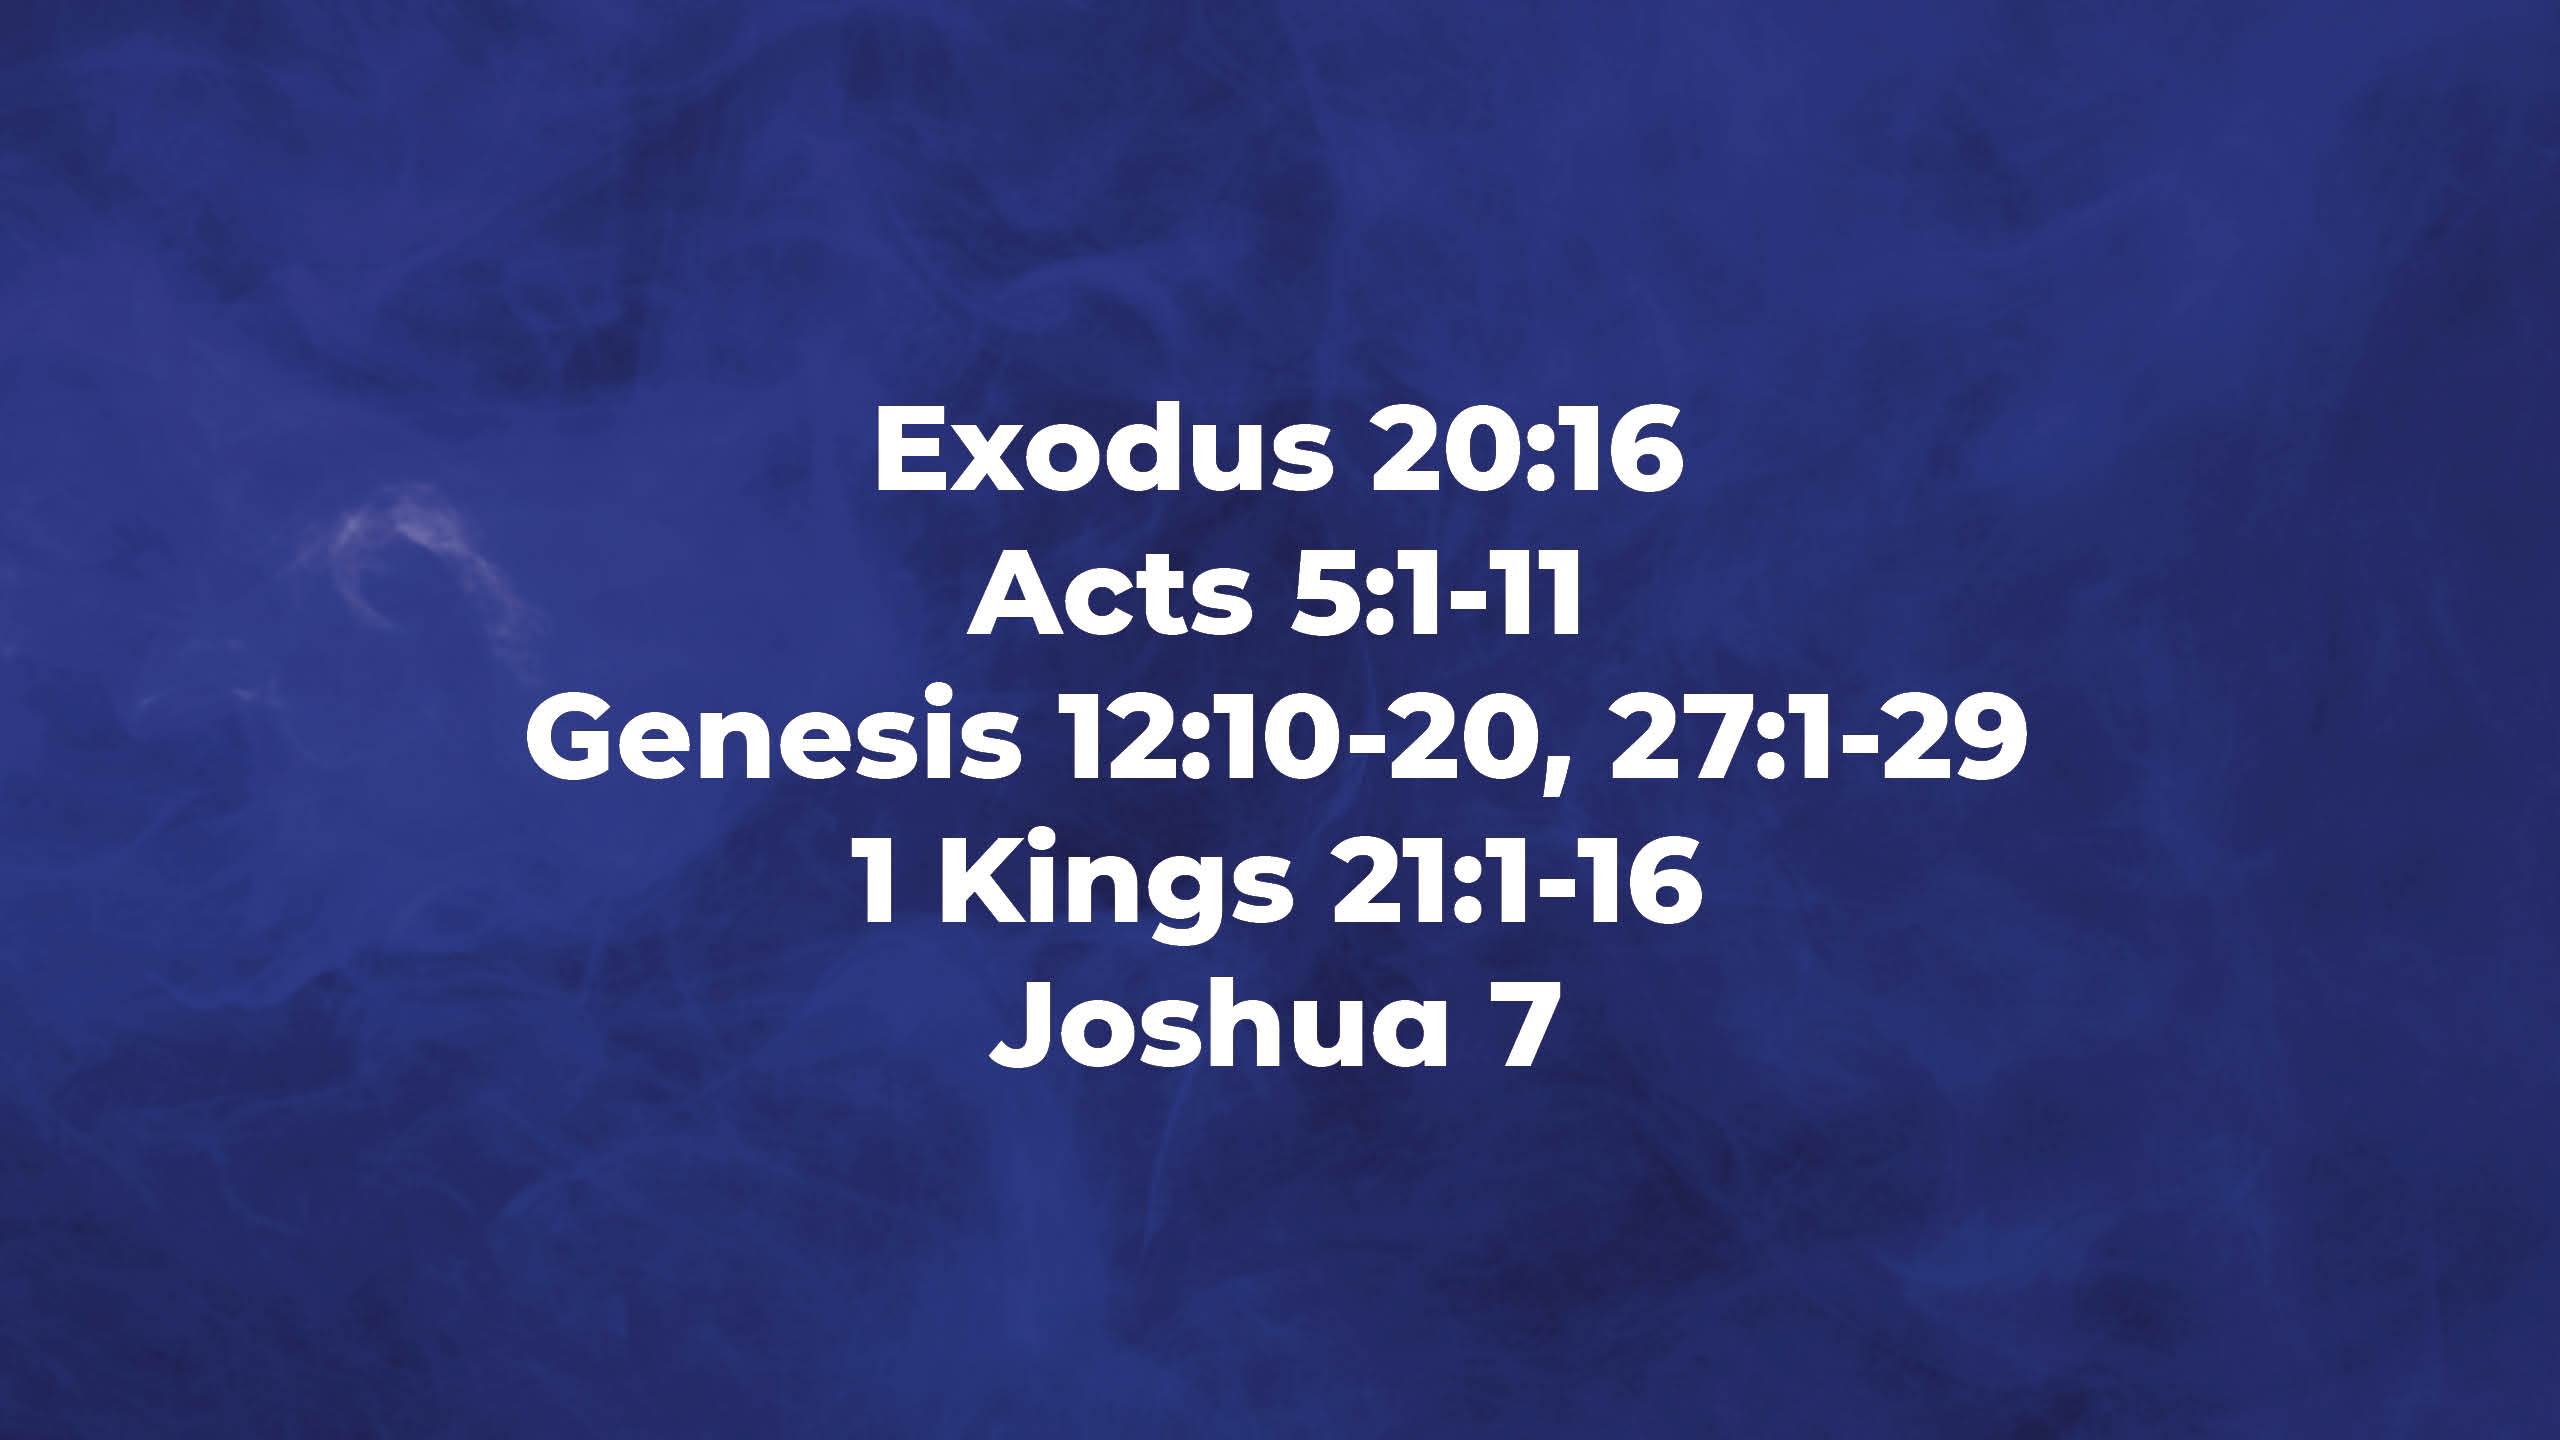 Exodus 20:16
Acts 5:1-11
Genesis 12:10-20, 27:1-29
1 Kings 21:1-16
Joshua 7